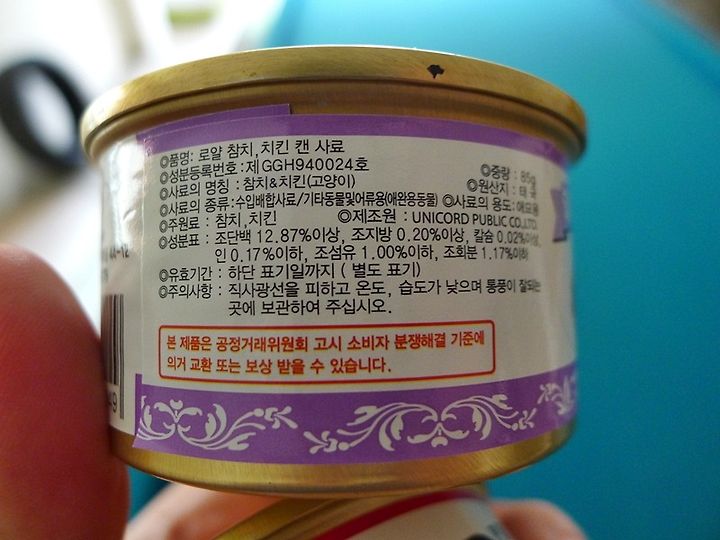 ◎품명: 로얄 참치,치킨 캔 사료
◎성분등록번호:제GGH940024호 ◎중량 : 85g
◎사료의 명칭 : 참치&치킨(고양이) ◎원산지 : 태국
◎사료의 종류:수입배합사료/기타동물및어류용(애완용동물) ◎사료의 용도:애묘용
◎주원료 : 참치,치킨 ◎제조원 : UNICORD PUBLIC CO.,LTD.
◎성분표 : 조단백 12.87%이상, 조지방 0.20%이상, 칼슘 0.02%이상,
인 0.17%이하, 조섬유 1.00%이하, 조회분 1.17%이하
◎유효기간 : 하단 표기일까지 ( 별도 표기)
◎주의사항 : 직사광선을 피하고 온도, 습도가 낮으며 통풍이 잘되는
곳에 보관하여 주십시오.
본 제품은 공정거래위원회 고시 소비자 분쟁해결 기준에
의거 교환 또는 보상 받을 수 있습니다.